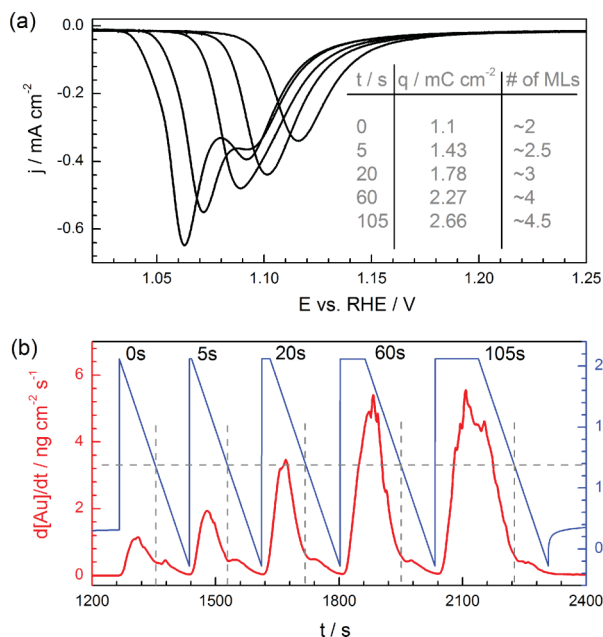 (a)
0.0
-0.2
-0.4
-0.6
j / mA cm⁻²
t / s q / mC cm⁻² # of MLs
0 1.1 ~2
5 1.43 ~2.5
20 1.78 ~3
60 2.27 ~4
105 2.66 ~4.5
1.05 1.10 1.15 1.20 1.25
E vs. RHE / V
(b)
0s 5s 20s 60s 105s
6
4
2
0
d[Au]/dt / ng cm⁻² s⁻¹
2
1
1
0
0
1200 1500 1800 2100 2400
t / s